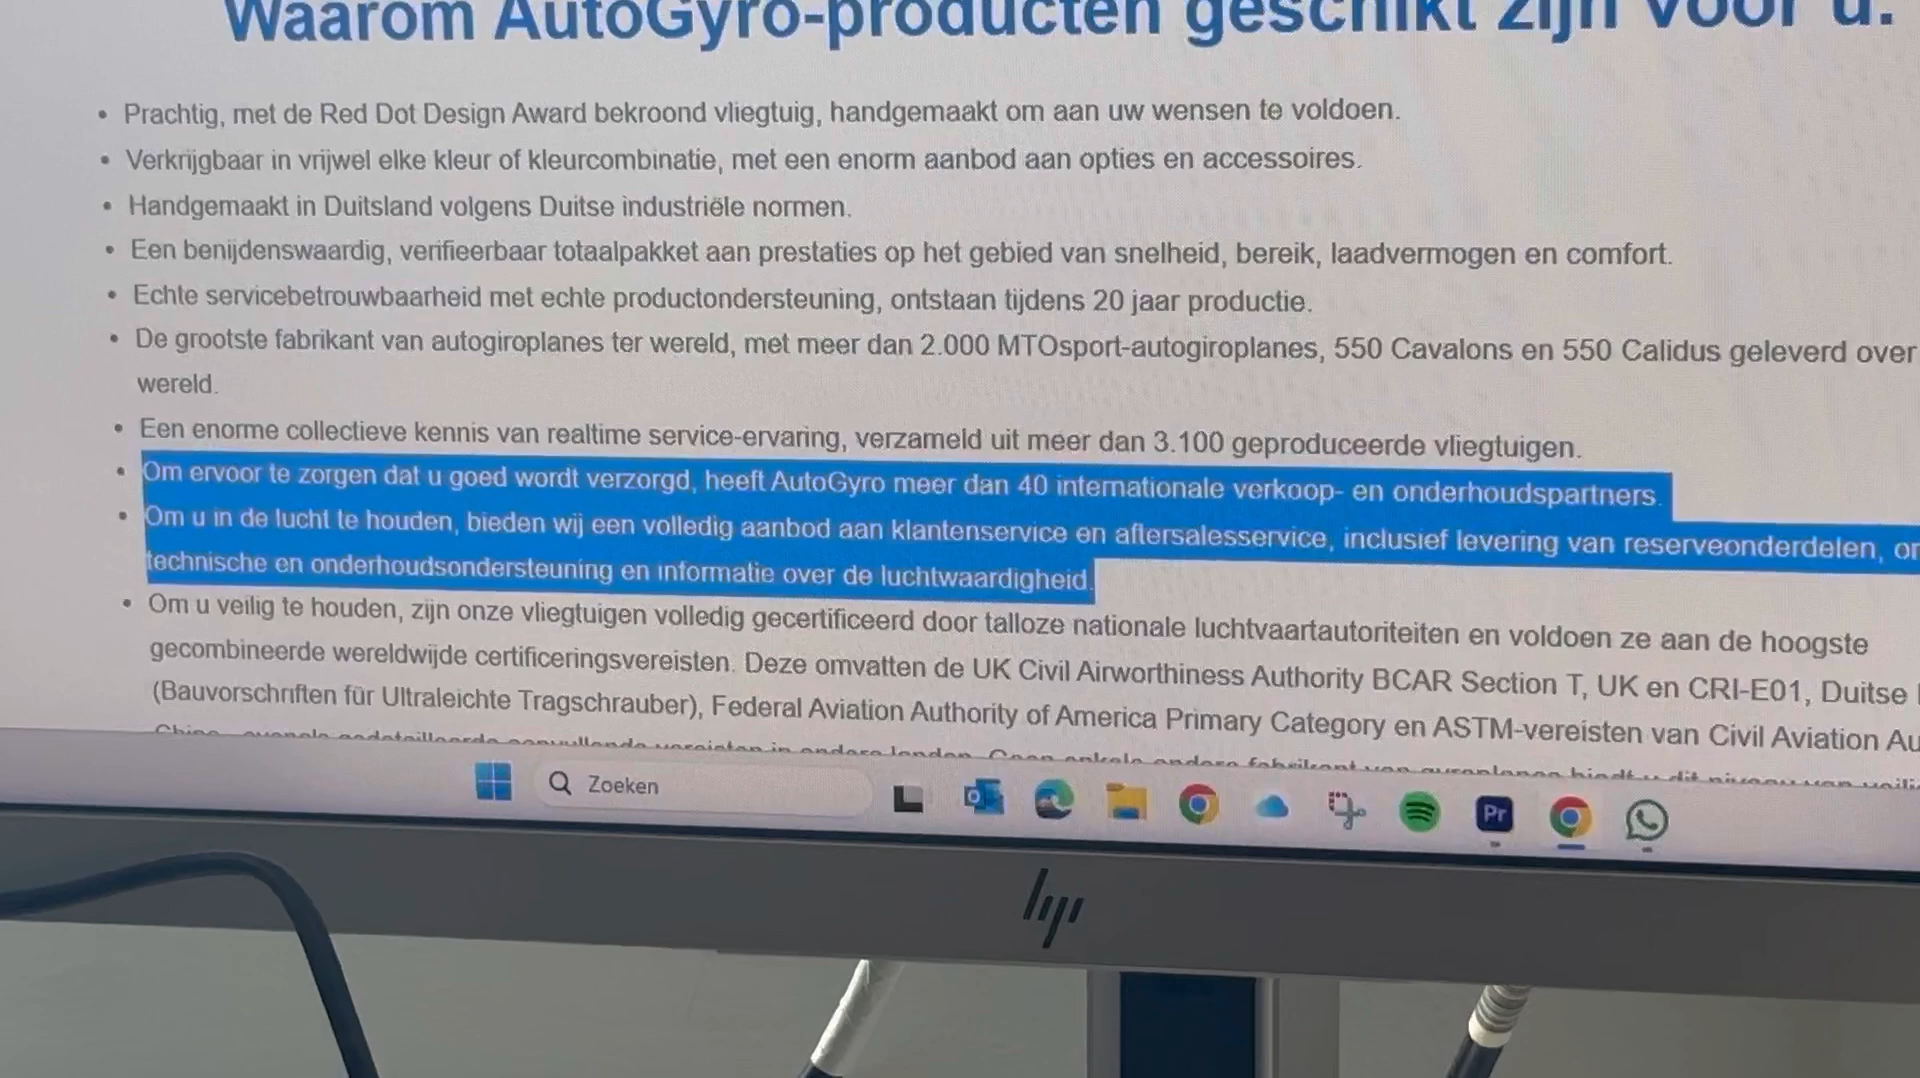 Waarom AutoGyro-producten geschikt zijn voor u.
• Prachtig, met de Red Dot Design Award bekroond vliegtuig, handgemaakt om aan uw wensen te voldoen.
• Verkrijgbaar in vrijwel elke kleur of kleurcombinatie, met een enorm aanbod aan opties en accessoires.
• Handgemaakt in Duitsland volgens Duitse industriële normen.
• Een benijdenswaardig, verifieerbaar totaalpakket aan prestaties op het gebied van snelheid, bereik, laadvermogen en comfort.
• Echte servicebetrouwbaarheid met echte productondersteuning, ontstaan tijdens 20 jaar productie.
• De grootste fabrikant van autogiroplanes ter wereld, met meer dan 2.000 MTOsport-autogiroplanes, 550 Cavalons en 550 Calidus geleverd over
wereld.
• Een enorme collectieve kennis van realtime service-ervaring, verzameld uit meer dan 3.100 geproduceerde vliegtuigen.
• Om ervoor te zorgen dat u goed wordt verzorgd, heeft AutoGyro meer dan 40 internationale verkoop- en onderhoudspartners.
• Om u in de lucht te houden, bieden wij een volledig aanbod aan klantenservice en aftersalesservice, inclusief levering van reserveonderdelen,
technische en onderhoudsondersteuning en informatie over de luchtwaardigheid.
• Om u veilig te houden, zijn onze vliegtuigen volledig gecertificeerd door talloze nationale luchtvaartautoriteiten en voldoen ze aan de hoogste
gecombineerde wereldwijde certificeringsvereisten. Deze omvatten de UK Civil Airworthiness Authority BCAR Section T, UK en CRI-E01, Duitse
(Bauvorschriften für Ultraleichte Tragschrauber), Federal Aviation Authority of America Primary Category en ASTM-vereisten van Civil Aviation Au
Zoeken
Pr
hp